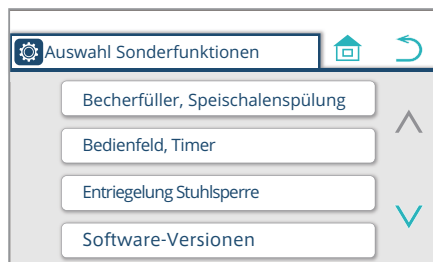 Auswahl Sonderfunktionen
Becherfüller, Speischalenspülung
Bedienfeld, Timer
Entriegelung Stuhlsperre
Software-Versionen